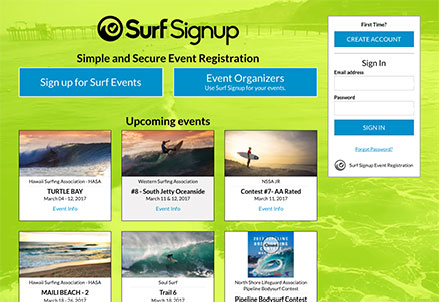 Surf Signup
Simple and Secure Event Registration
Sign up for Surf Events
Event Organizers
Use Surf Signup for your events.
First Time?
CREATE ACCOUNT
Sign In
Email address
Password
SIGN IN
Forgot Password?
Surf Signup Event Registration
Upcoming events
Hawaii Surfing Association - HASA
TURTLE BAY
March 04 - 12, 2017
Event Info
Western Surfing Association
#8 - South Jetty Oceanside
March 11 & 12, 2017
Event Info
NSSA JR
Contest #7- AA Rated
March 11, 2017
Event Info
Hawaii Surfing Association - HASA
MAILI BEACH - 2
March 18 - 26, 2017
Soul Surf
Trail 6
March 18, 2017
2017 PIPELINE
BODYSURFING
CONTEST
North Shore Lifeguard Association
Pipeline Bodysurf Contest
Pipeline Bodysurf Contest